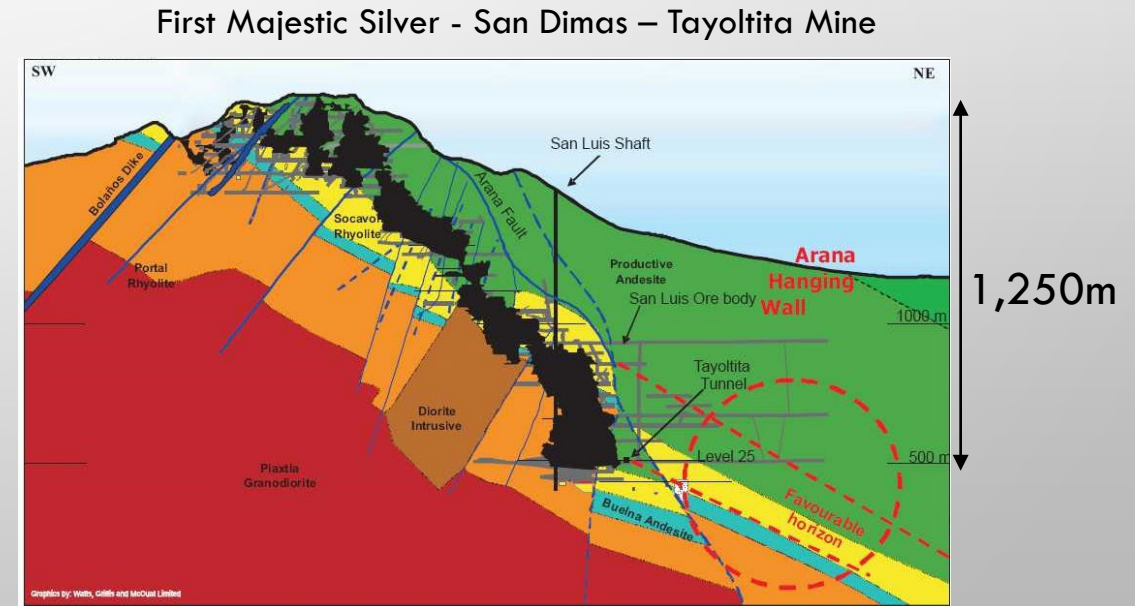 First Majestic Silver - San Dimas – Tayoltita Mine
SW
NE
San Luis Shaft
Bolaños Dike
Arana Fault
Socavon
Rhyolite
Portal
Rhyolite
Productive
Andesite
Arana
Hanging
Wall
San Luis Ore body
1000 m
1,250m
Tayoltita
Tunnel
Diorite
Intrusive
Level 25
500 m
Piaxtla
Granodiorite
Favourable
horizon
Buelna Andesite
Graphics by: Watts, Griffis and McOuat Limited